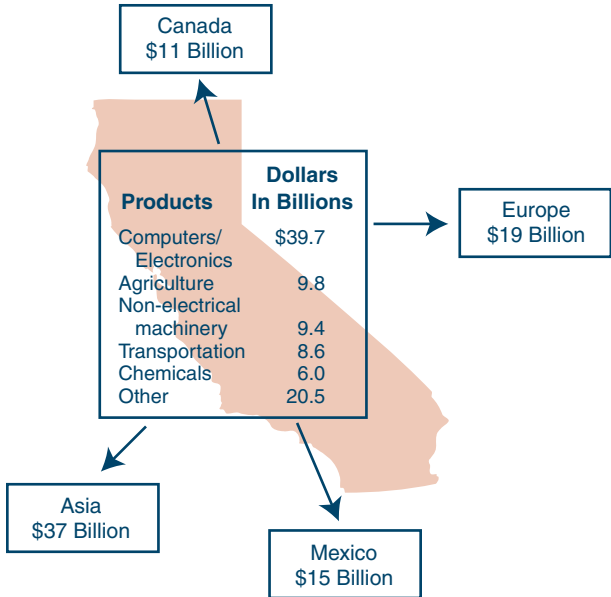 Canada
$11 Billion
Dollars
Products In Billions
Computers/ $39.7
Electronics
Agriculture 9.8
Non-electrical
machinery 9.4
Transportation 8.6
Chemicals 6.0
Other 20.5
Europe
$19 Billion
Asia
$37 Billion
Mexico
$15 Billion